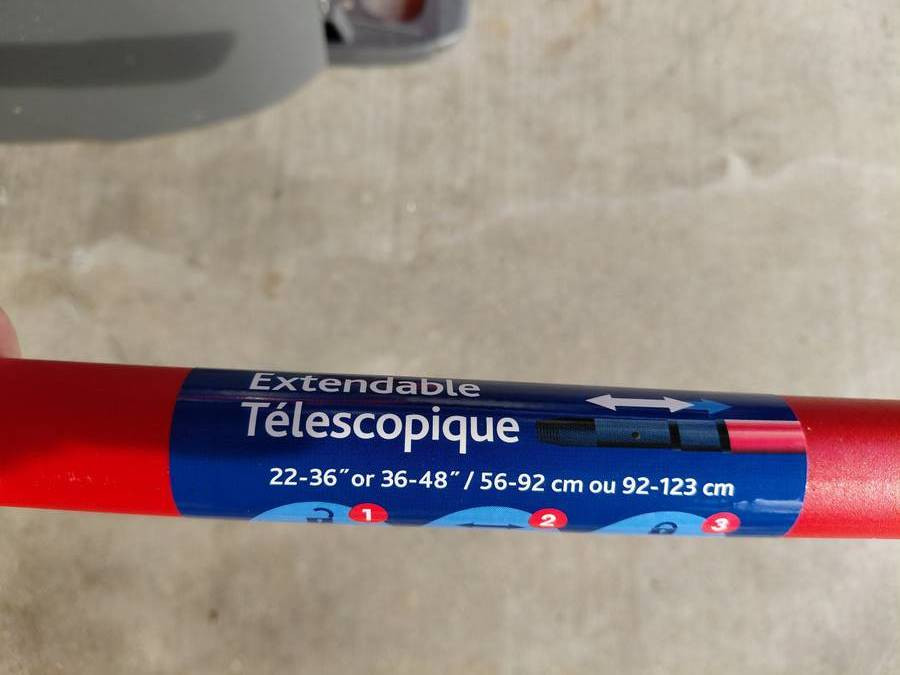 Extendable
Télescopique
22-36″ or 36-48″ / 56-92 cm ou 92-123 cm
1 2 3